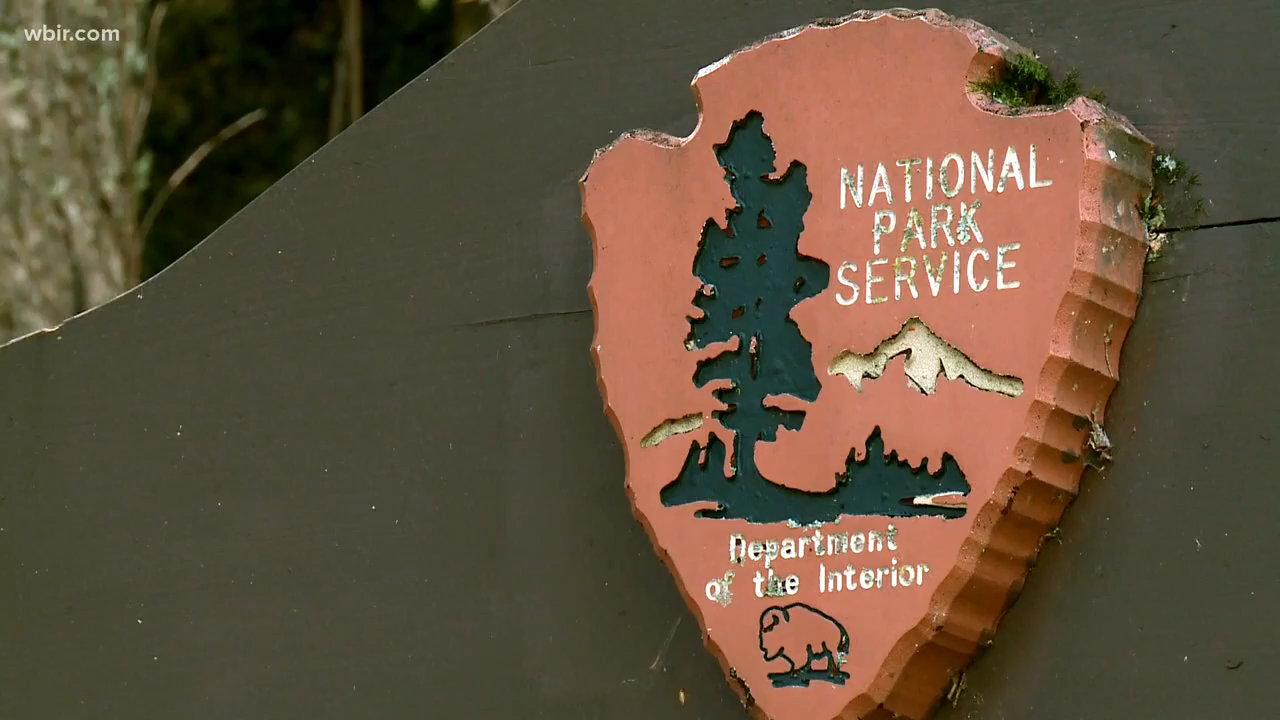 wbir.com
NATIONAL
PARK
SERVICE
Department
of the Interior